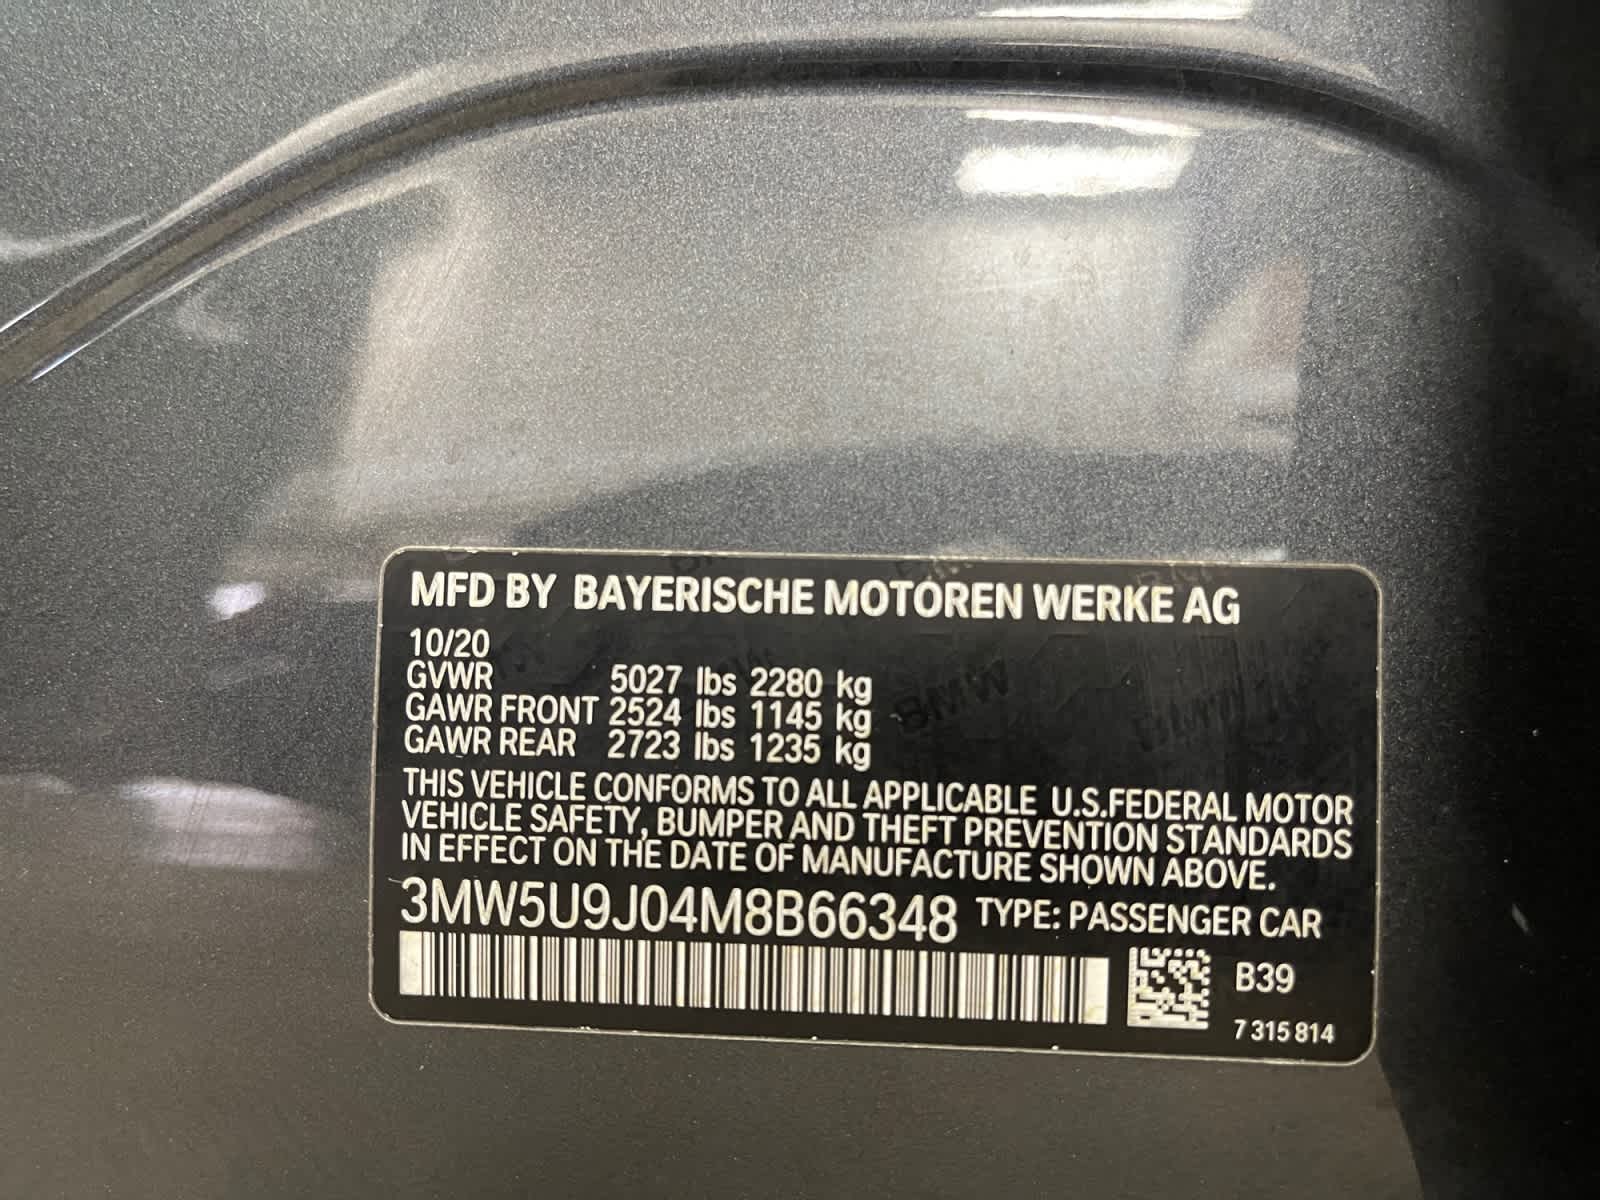 MFD BY BAYERISCHE MOTOREN WERKE AG
10/20
GVWR 5027 lbs 2280 kg
GAWR FRONT 2524 lbs 1145 kg
GAWR REAR 2723 lbs 1235 kg
THIS VEHICLE CONFORMS TO ALL APPLICABLE U.S.FEDERAL MOTOR
VEHICLE SAFETY, BUMPER AND THEFT PREVENTION STANDARDS
IN EFFECT ON THE DATE OF MANUFACTURE SHOWN ABOVE.
3MW5U9J04M8B66348 TYPE: PASSENGER CAR
B39
7 315 814